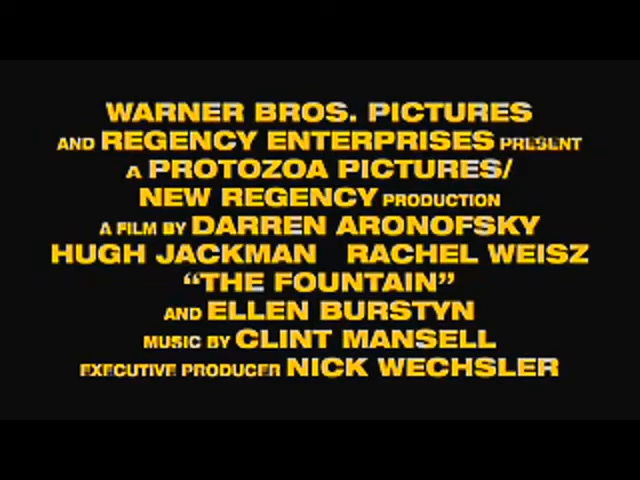 WARNER BROS. PICTURES
AND REGENCY ENTERPRISES PRESENT
A PROTOZOA PICTURES/
NEW REGENCY PRODUCTION
A FILM BY DARREN ARONOFSKY
HUGH JACKMAN RACHEL WEISZ
“THE FOUNTAIN”
AND ELLEN BURSTYN
MUSIC BY CLINT MANSELL
EXECUTIVE PRODUCER NICK WECHSLER